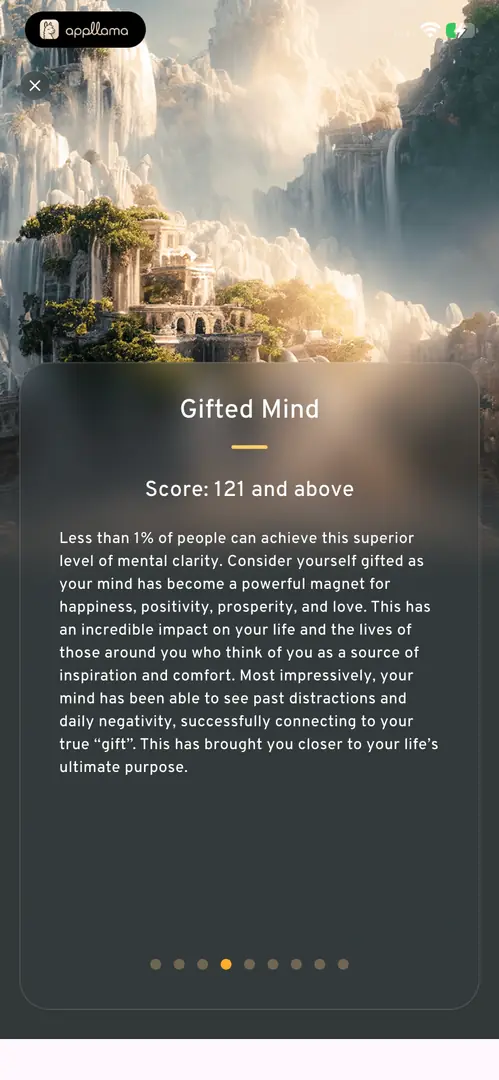 appllama
Gifted Mind
Score: 121 and above
Less than 1% of people can achieve this superior
level of mental clarity. Consider yourself gifted as
your mind has become a powerful magnet for
happiness, positivity, prosperity, and love. This has
an incredible impact on your life and the lives of
those around you who think of you as a source of
inspiration and comfort. Most impressively, your
mind has been able to see past distractions and
daily negativity, successfully connecting to your
true “gift”. This has brought you closer to your life’s
ultimate purpose.